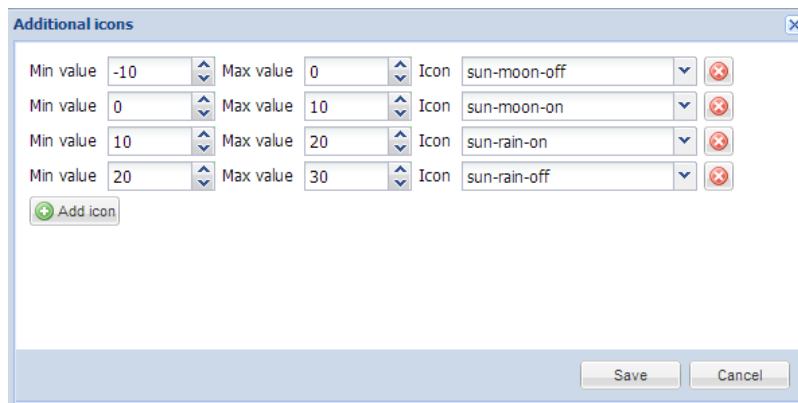 Additional icons
Min value -10 Max value 0 Icon sun-moon-off
Min value 0 Max value 10 Icon sun-moon-on
Min value 10 Max value 20 Icon sun-rain-on
Min value 20 Max value 30 Icon sun-rain-off
Add icon
Save Cancel